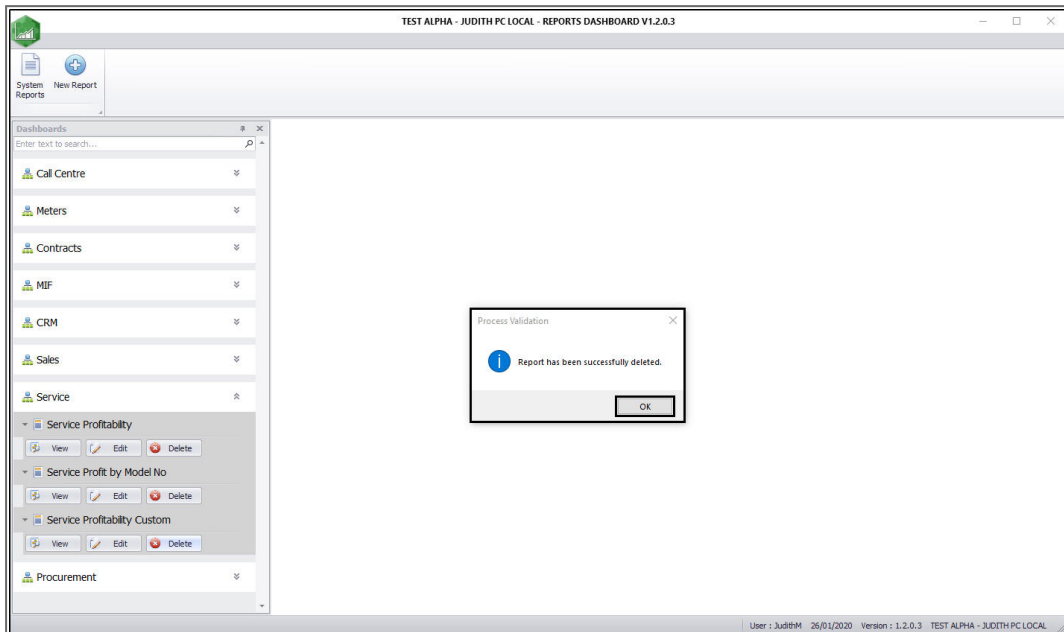 TEST ALPHA - JUDITH PC LOCAL - REPORTS DASHBOARD V1.2.0.3
System Reports
New Report
Dashboards
Enter text to search...
Call Centre
Meters
Contracts
MIF
CRM
Sales
Service
Service Profitability
View Edit Delete
Service Profit by Model No
View Edit Delete
Service Profitability Custom
View Edit Delete
Procurement
Process Validation
Report has been successfully deleted.
OK
User : JudithM 26/01/2020 Version : 1.2.0.3 TEST ALPHA - JUDITH PC LOCAL